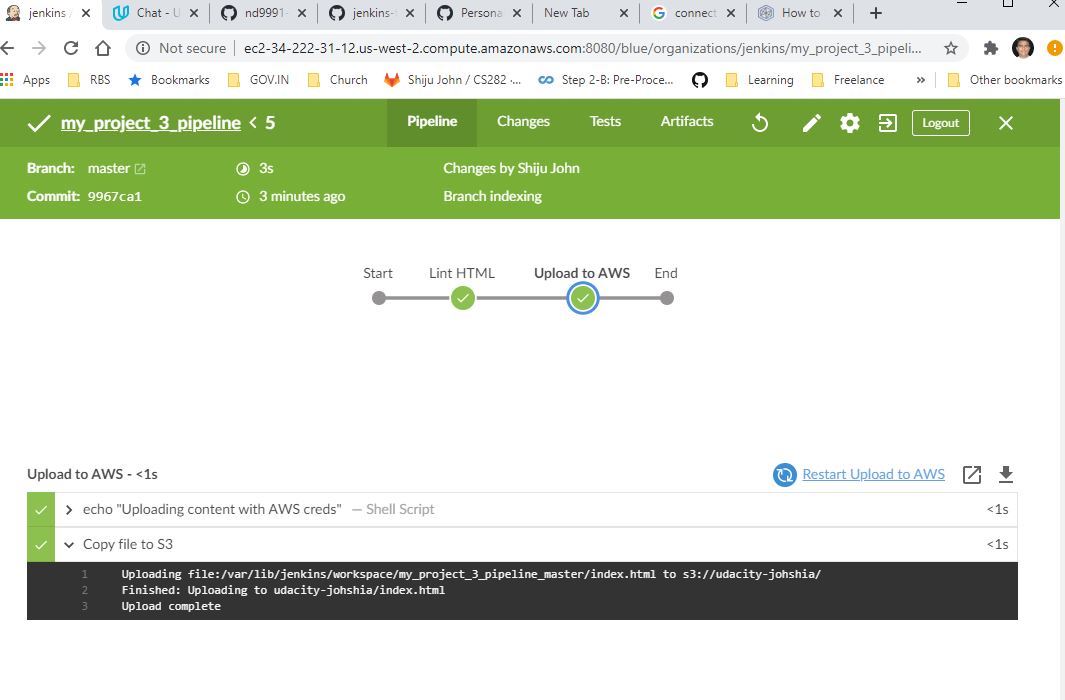 jenkins /
Chat - U
nd9991-
jenkins-
Persona
New Tab
connect
How to
Not secure | ec2-34-222-31-12.us-west-2.compute.amazonaws.com:8080/blue/organizations/jenkins/my_project_3_pipeli...
Apps RBS Bookmarks GOV.IN Church Shiju John / CS282 ·... Step 2-B: Pre-Proce... Learning Freelance » Other bookmarks
my_project_3_pipeline < 5 Pipeline Changes Tests Artifacts Logout
Branch: master 3s Changes by Shiju John
Commit: 9967ca1 3 minutes ago Branch indexing
Start Lint HTML Upload to AWS End
Upload to AWS - <1s Restart Upload to AWS
echo "Uploading content with AWS creds" — Shell Script <1s
Copy file to S3 <1s
1 Uploading file:/var/lib/jenkins/workspace/my_project_3_pipeline_master/index.html to s3://udacity-johshia/
2 Finished: Uploading to udacity-johshia/index.html
3 Upload complete